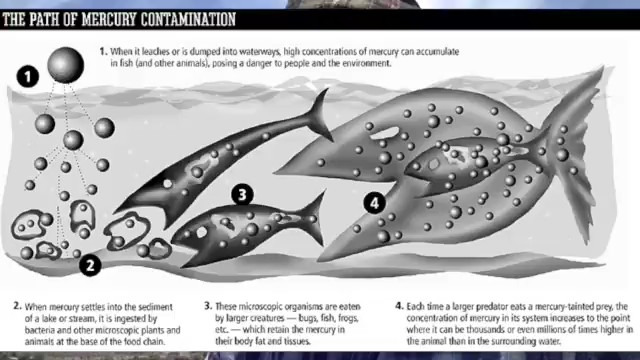 THE PATH OF MERCURY CONTAMINATION
1. When it leaches or is dumped into waterways, high concentrations of mercury can accumulate
in fish (and other animals), posing a danger to people and the environment.
1
3
4
2
2. When mercury settles into the sediment
of a lake or stream, it is ingested by
bacteria and other microscopic plants and
animals at the base of the food chain.
3. These microscopic organisms are eaten
by larger creatures — bugs, fish, frogs,
etc. — which retain the mercury in
their body fat and tissues.
4. Each time a larger predator eats a mercury-tainted prey, the
concentration of mercury in its system increases to the point
where it can be thousands or even millions of times higher in
the animal than in the surrounding water.